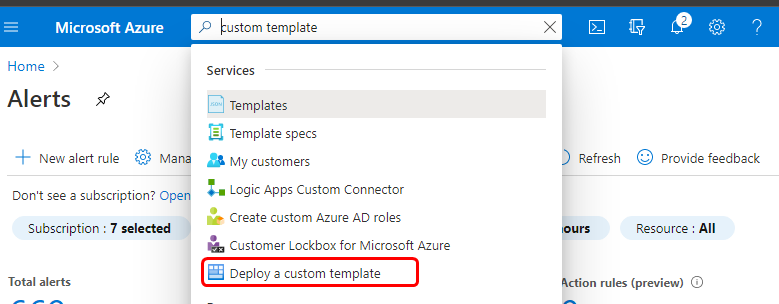 Microsoft Azure
custom template
2
Home
Services
Alerts
Templates
Template specs
My customers
New alert rule
Mana
Refresh
Provide feedback
Logic Apps Custom Connector
Don't see a subscription? Open
Create custom Azure AD roles
Subscription : 7 selected
hours
Resource : All
Customer Lockbox for Microsoft Azure
Deploy a custom template
Total alerts
Action rules (preview)